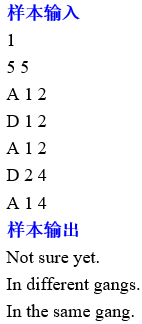 样本输入
1
5 5
A 1 2
D 1 2
A 1 2
D 2 4
A 1 4
样本输出
Not sure yet.
In different gangs.
In the same gang.